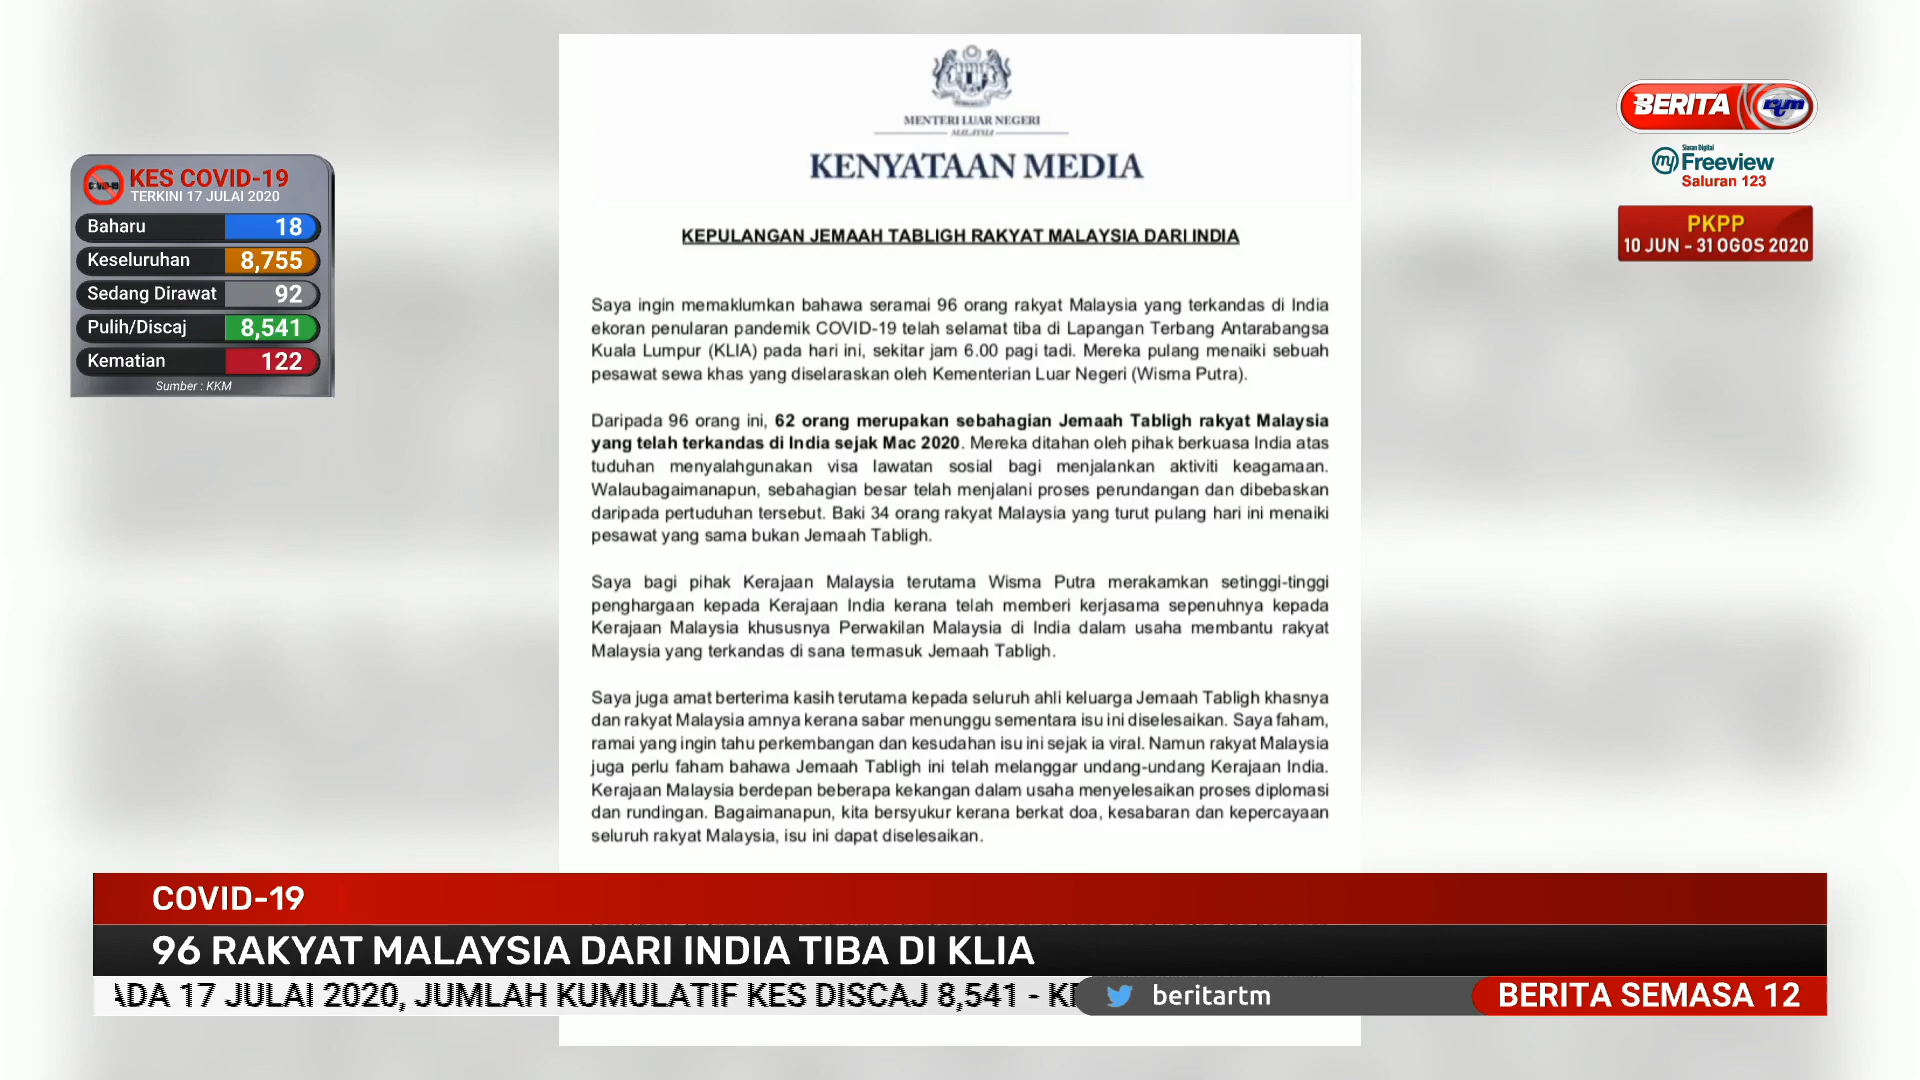 MENTERI LUAR NEGERI
MALAYSIA
KENYATAAN MEDIA
KEPULANGAN JEMAAH TABLIGH RAKYAT MALAYSIA DARI INDIA
Saya ingin memaklumkan bahawa seramai 96 orang rakyat Malaysia yang terkandas di India
ekoran penularan pandemik COVID-19 telah selamat tiba di Lapangan Terbang Antarabangsa
Kuala Lumpur (KLIA) pada hari ini, sekitar jam 6.00 pagi tadi. Mereka pulang menaiki sebuah
pesawat sewa khas yang diselaraskan oleh Kementerian Luar Negeri (Wisma Putra).
Daripada 96 orang ini, 62 orang merupakan sebahagian Jemaah Tabligh rakyat Malaysia
yang telah terkandas di India sejak Mac 2020. Mereka ditahan oleh pihak berkuasa India atas
tuduhan menyalahgunakan visa lawatan sosial bagi menjalankan aktiviti keagamaan.
Walaubagaimanapun, sebahagian besar telah menjalani proses perundangan dan dibebaskan
daripada pertuduhan tersebut. Baki 34 orang rakyat Malaysia yang turut pulang hari ini menaiki
pesawat yang sama bukan Jemaah Tabligh.
Saya bagi pihak Kerajaan Malaysia terutama Wisma Putra merakamkan setinggi-tinggi
penghargaan kepada Kerajaan India kerana telah memberi kerjasama sepenuhnya kepada
Kerajaan Malaysia khususnya Perwakilan Malaysia di India dalam usaha membantu rakyat
Malaysia yang terkandas di sana termasuk Jemaah Tabligh.
Saya juga amat berterima kasih terutama kepada seluruh ahli keluarga Jemaah Tabligh khasnya
dan rakyat Malaysia amnya kerana sabar menunggu sementara isu ini diselesaikan. Saya faham,
ramai yang ingin tahu perkembangan dan kesudahan isu ini sejak ia viral. Namun rakyat Malaysia
juga perlu faham bahawa Jemaah Tabligh ini telah melanggar undang-undang Kerajaan India.
Kerajaan Malaysia berdepan beberapa kekangan dalam usaha menyelesaikan proses diplomasi
dan rundingan. Bagaimanapun, kita bersyukur kerana berkat doa, kesabaran dan kepercayaan
seluruh rakyat Malaysia, isu ini dapat diselesaikan.
COVID-19
KES COVID-19
TERKINI 17 JULAI 2020
Baharu 18
Keseluruhan 8,755
Sedang Dirawat 92
Pulih/Discaj 8,541
Kematian 122
Sumber : KKM
BERITA rtm
Siaran Digital
my Freeview
Saluran 123
PKPP
10 JUN - 31 OGOS 2020
COVID-19
96 RAKYAT MALAYSIA DARI INDIA TIBA DI KLIA
17 JULAI 2020, JUMLAH KUMULATIF KES DISCAJ 8,541 -
beritartm
BERITA SEMASA 12